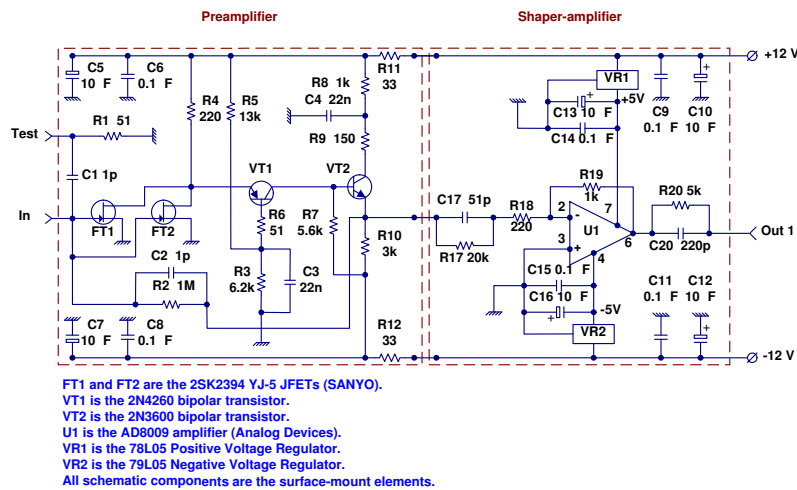 Preamplifier
Shaper-amplifier
+12 V
C5
10 F
C6
0.1 F
R4
220
R5
13k
R8 1k
C4 22n
R9 150
R11
33
VR1
+5V
C13 10 F
C14 0.1 F
C9
0.1 F
C10
10 F
+
+
Test
R1 51
C1 1p
In
FT1
FT2
VT1
VT2
R6
51
R7
5.6k
R10
3k
C2 1p
R2 1M
R3
6.2k
C3
22n
C17 51p
R17 20k
R18
220
R19
1k
2
-
7
U1
3
+
6
4
R20 5k
C20 220p
Out 1
C15 0.1 F
C16 10 F
+
-5V
VR2
C11
0.1 F
C12
10 F
+
C7
10 F
C8
0.1 F
R12
33
-12 V
FT1 and FT2 are the 2SK2394 YJ-5 JFETs (SANYO).
VT1 is the 2N4260 bipolar transistor.
VT2 is the 2N3600 bipolar transistor.
U1 is the AD8009 amplifier (Analog Devices).
VR1 is the 78L05 Positive Voltage Regulator.
VR2 is the 79L05 Negative Voltage Regulator.
All schematic components are the surface-mount elements.